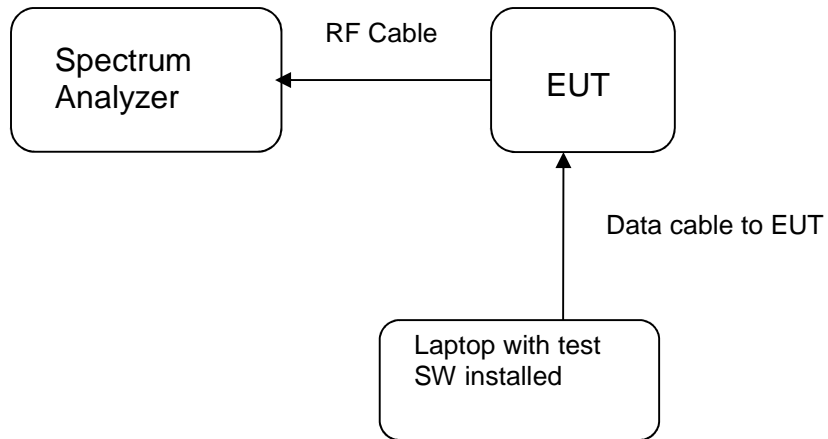 RF Cable
Spectrum
Analyzer
EUT
Data cable to EUT
Laptop with test
SW installed